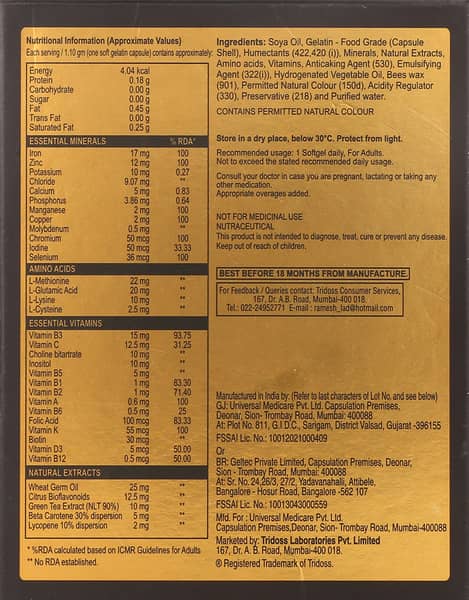 Nutritional Information (Approximate Values)
Each serving / 1.10 gm (one soft gelatin capsule) contains approximately:
Energy 4.04 kcal
Protein 0.18 g
Carbohydrate 0.00 g
Sugar 0.00 g
Fat 0.45 g
Trans Fat 0.00 g
Saturated Fat 0.25 g
ESSENTIAL MINERALS % RDA*
Iron 17 mg 100
Zinc 12 mg 100
Potassium 10 mg 0.27
Chloride 9.07 mg **
Calcium 5 mg 0.83
Phosphorus 3.86 mg 0.64
Manganese 2 mg 100
Copper 2 mg 100
Molybdenum 0.5 mg **
Chromium 50 mcg 100
Iodine 50 mcg 33.33
Selenium 36 mcg 100
AMINO ACIDS
L-Methionine 22 mg **
L-Glutamic Acid 20 mg **
L-Lysine 10 mg **
L-Cysteine 2.5 mg **
ESSENTIAL VITAMINS
Vitamin B3 15 mg 93.75
Vitamin C 12.5 mg 31.25
Choline bitartrate 10 mg **
Inositol 10 mg **
Vitamin B5 5 mg **
Vitamin B1 1 mg 83.30
Vitamin B2 1 mg 71.40
Vitamin A 0.6 mg 100
Vitamin B6 0.5 mg 25
Folic Acid 100 mcg 83.33
Vitamin K 55 mcg 100
Biotin 30 mcg **
Vitamin D3 5 mcg 50.00
Vitamin B12 0.5 mcg 50.00
NATURAL EXTRACTS
Wheat Germ Oil 25 mg **
Citrus Bioflavonoids 12.5 mg **
Green Tea Extract (NLT 90%) 10 mg **
Beta Carotene 30% dispersion 5 mg **
Lycopene 10% dispersion 2 mg **
* %RDA calculated based on ICMR Guidelines for Adults
** No RDA established.
Ingredients: Soya Oil, Gelatin - Food Grade (Capsule
Shell), Humectants (422,420 (i)), Minerals, Natural Extracts,
Amino acids, Vitamins, Anticaking Agent (530), Emulsifying
Agent (322(i)), Hydrogenated Vegetable Oil, Bees wax
(901), Permitted Natural Colour (150d), Acidity Regulator
(330), Preservative (218) and Purified water.
CONTAINS PERMITTED NATURAL COLOUR
Store in a dry place, below 30°C. Protect from light.
Recommended usage: 1 Softgel daily, For Adults.
Not to exceed the stated recommended daily usage.
Consult your doctor in case you are pregnant, lactating or taking any
other medication.
Appropriate overages added.
NOT FOR MEDICINAL USE
NUTRACEUTICAL
This product is not intended to diagnose, treat, cure or prevent any disease.
Keep out of reach of children.
BEST BEFORE 18 MONTHS FROM MANUFACTURE.
For Feedback / Queries contact: Tridoss Consumer Services,
167, Dr. A.B. Road, Mumbai-400 018.
Tel.: 022-24952771 E-mail : ramesh_lad@hotmail.com
Manufactured in India by: (Refer to last characters of Lot No. and see below)
GJ: Universal Medicare Pvt. Ltd. Capsulation Premises,
Deonar, Sion- Trombay Road, Mumbai: 400088
At: Plot No. 811, G.I.D.C., Sarigam, District Valsad, Gujarat -396155
FSSAI Lic. No.: 10012021000409
Or
BR: Geltec Private Limited, Capsulation Premises, Deonar,
Sion - Trombay Road, Mumbai: 400088
At: Sr. No. 24,26/3, 27/2, Yadavanahalli, Attibele,
Bangalore - Hosur Road, Bangalore -562 107
FSSAI Lic. No.: 10013043000559
Mfd. For : Universal Medicare Pvt. Ltd.
Capsulation Premises,Deonar, Sion- Trombay Road, Mumbai-400088
Marketed by: Tridoss Laboratories Pvt. Limited
167, Dr. A. B. Road, Mumbai-400 018.
® Registered Trademark of Tridoss.